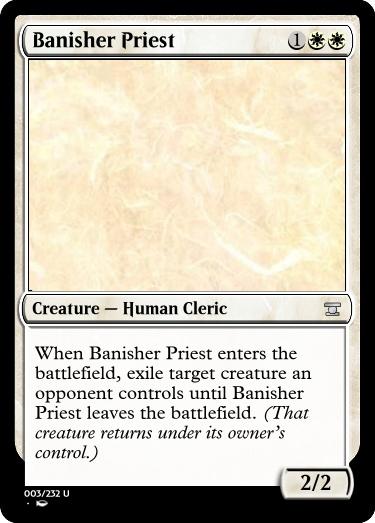 Banisher Priest 1
Creature — Human Cleric
When Banisher Priest enters the
battlefield, exile target creature an
opponent controls until Banisher
Priest leaves the battlefield. (That
creature returns under its owner's
control.)
2/2
003/232 U